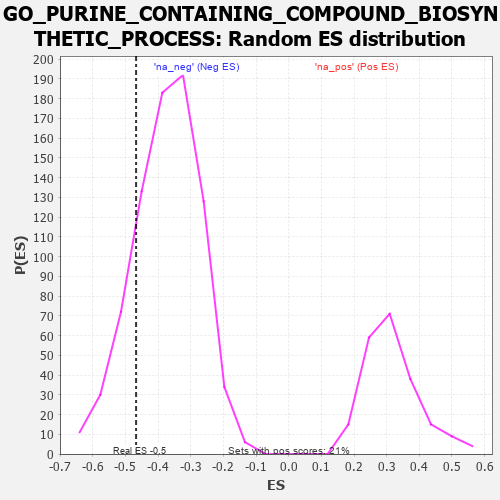 GO_PURINE_CONTAINING_COMPOUND_BIOSYN
THETIC_PROCESS: Random ES distribution
'na_neg' (Neg ES)
'na_pos' (Pos ES)
200
190
180
170
160
150
140
130
120
110
100
90
80
70
60
50
40
30
20
10
0
P(ES)
Real ES -0.5
Sets with pos scores: 21%
-0.7 -0.6 -0.5 -0.4 -0.3 -0.2 -0.1 0.0 0.1 0.2 0.3 0.4 0.5 0.6
ES